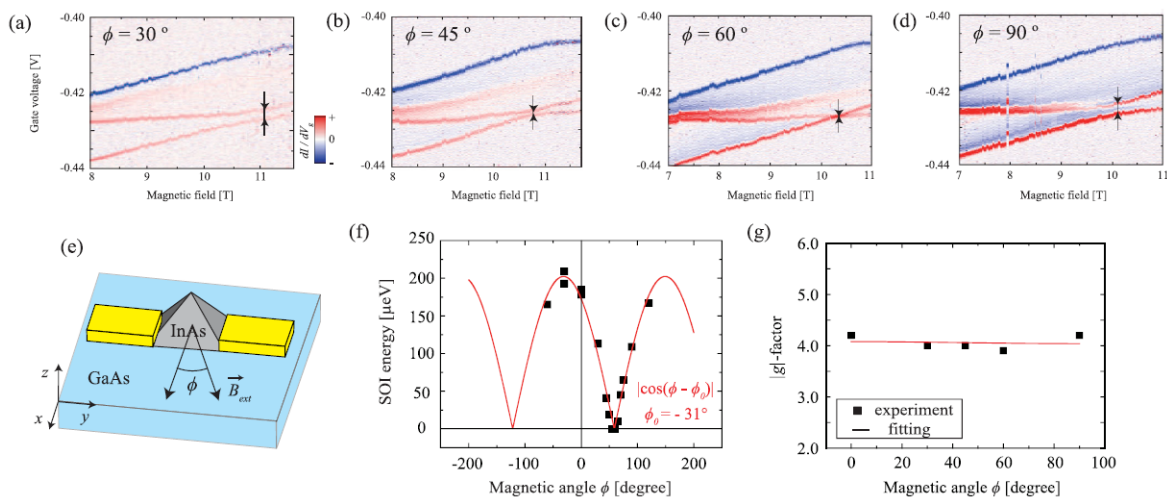 (a)
ϕ = 30 º
(b)
ϕ = 45 º
(c)
ϕ = 60 º
(d)
ϕ = 90 º
-0.40
-0.42
-0.44
Gate voltage [V]
8 9 10 11
Magnetic field [T]
dI / dVg
+
0
-
-0.40
-0.42
-0.44
8 9 10 11
Magnetic field [T]
-0.40
-0.42
-0.44
7 8 9 10 11
Magnetic field [T]
-0.40
-0.42
-0.44
7 8 9 10 11
Magnetic field [T]
(e)
InAs
GaAs
ϕ
B ext
z
y
x
(f)
SOI energy [µeV]
250
200
150
100
50
0
-200 -100 0 100 200
Magnetic angle ϕ [degree]
|cos(ϕ - ϕ0)|
ϕ0 = - 31°
(g)
|g|-factor
6.0
5.0
4.0
3.0
2.0
experiment
fitting
0 20 40 60 80 100
Magnetic angle ϕ [degree]